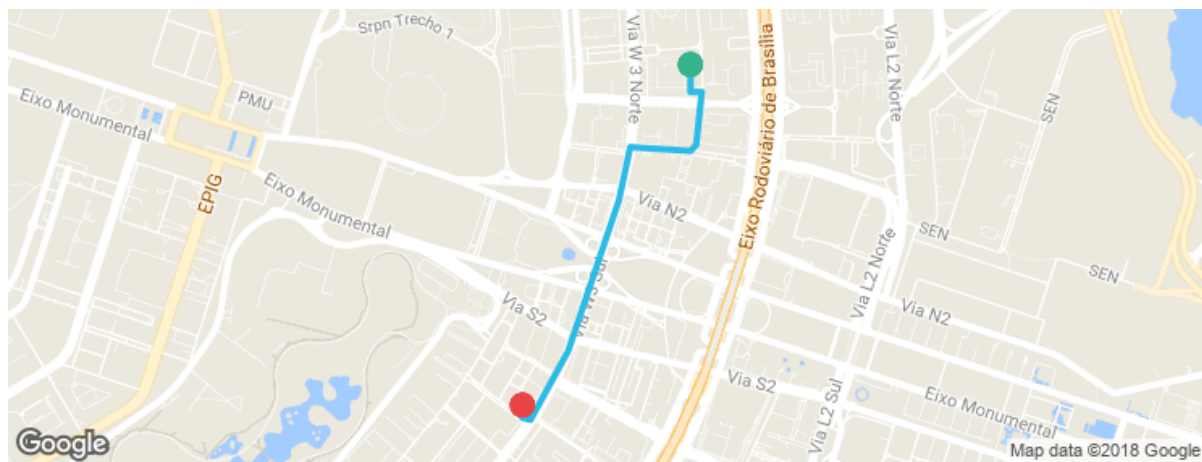 Srpn Trecho 1
Via W 3 Norte
Eixo Rodoviário de Brasília
Via L2 Norte
SEN
PMU
Eixo Monumental
EPIG
Eixo Monumental
Via N2
SEN
SEN
Via L2 Norte
Via W3 Sul
Via S2
Via N2
Via S2
Via L2 Sul
Eixo Monumental
Google
Map data ©2018 Google